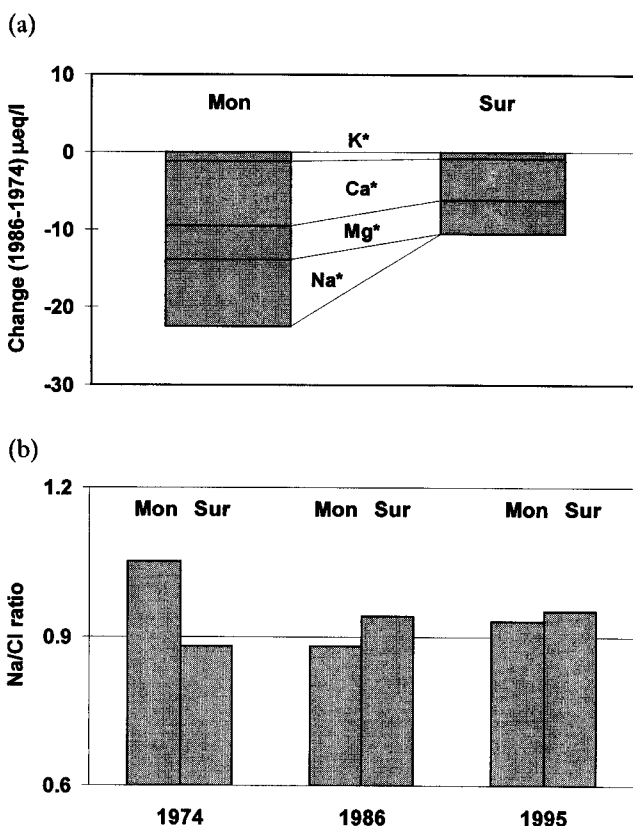 (a)
10
Mon Sur
K*
0
Ca*
-10
Mg*
Na*
-20
-30
Change (1986-1974) µeq/l
(b)
1.2
Mon Sur Mon Sur Mon Sur
0.9
0.6
Na/Cl ratio
1974 1986 1995